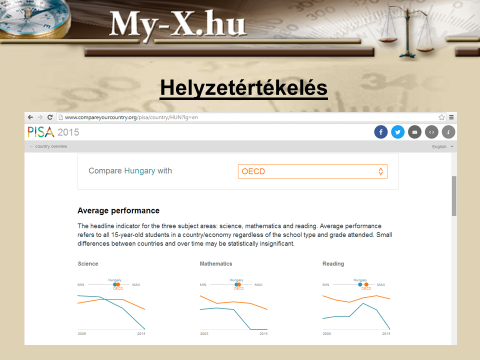 My-X.hu
Helyzetértékelés
www.compareyourcountry.org/pisa/country/HUN?lg=en
PISA 2015
country overview
English
Compare Hungary with
OECD
Average performance
The headline indicator for the three subject areas: science, mathematics and reading. Average performance
refers to all 15-year-old students in a country/economy regardless of the school type and grade attended. Small
differences between countries and over time may be statistically insignificant.
Science
Mathematics
Reading
Hungary
Hungary
Hungary
MIN
MAX
MIN
MAX
MIN
MAX
OECD
OECD
OECD
2006
2015
2003
2015
2000
2015